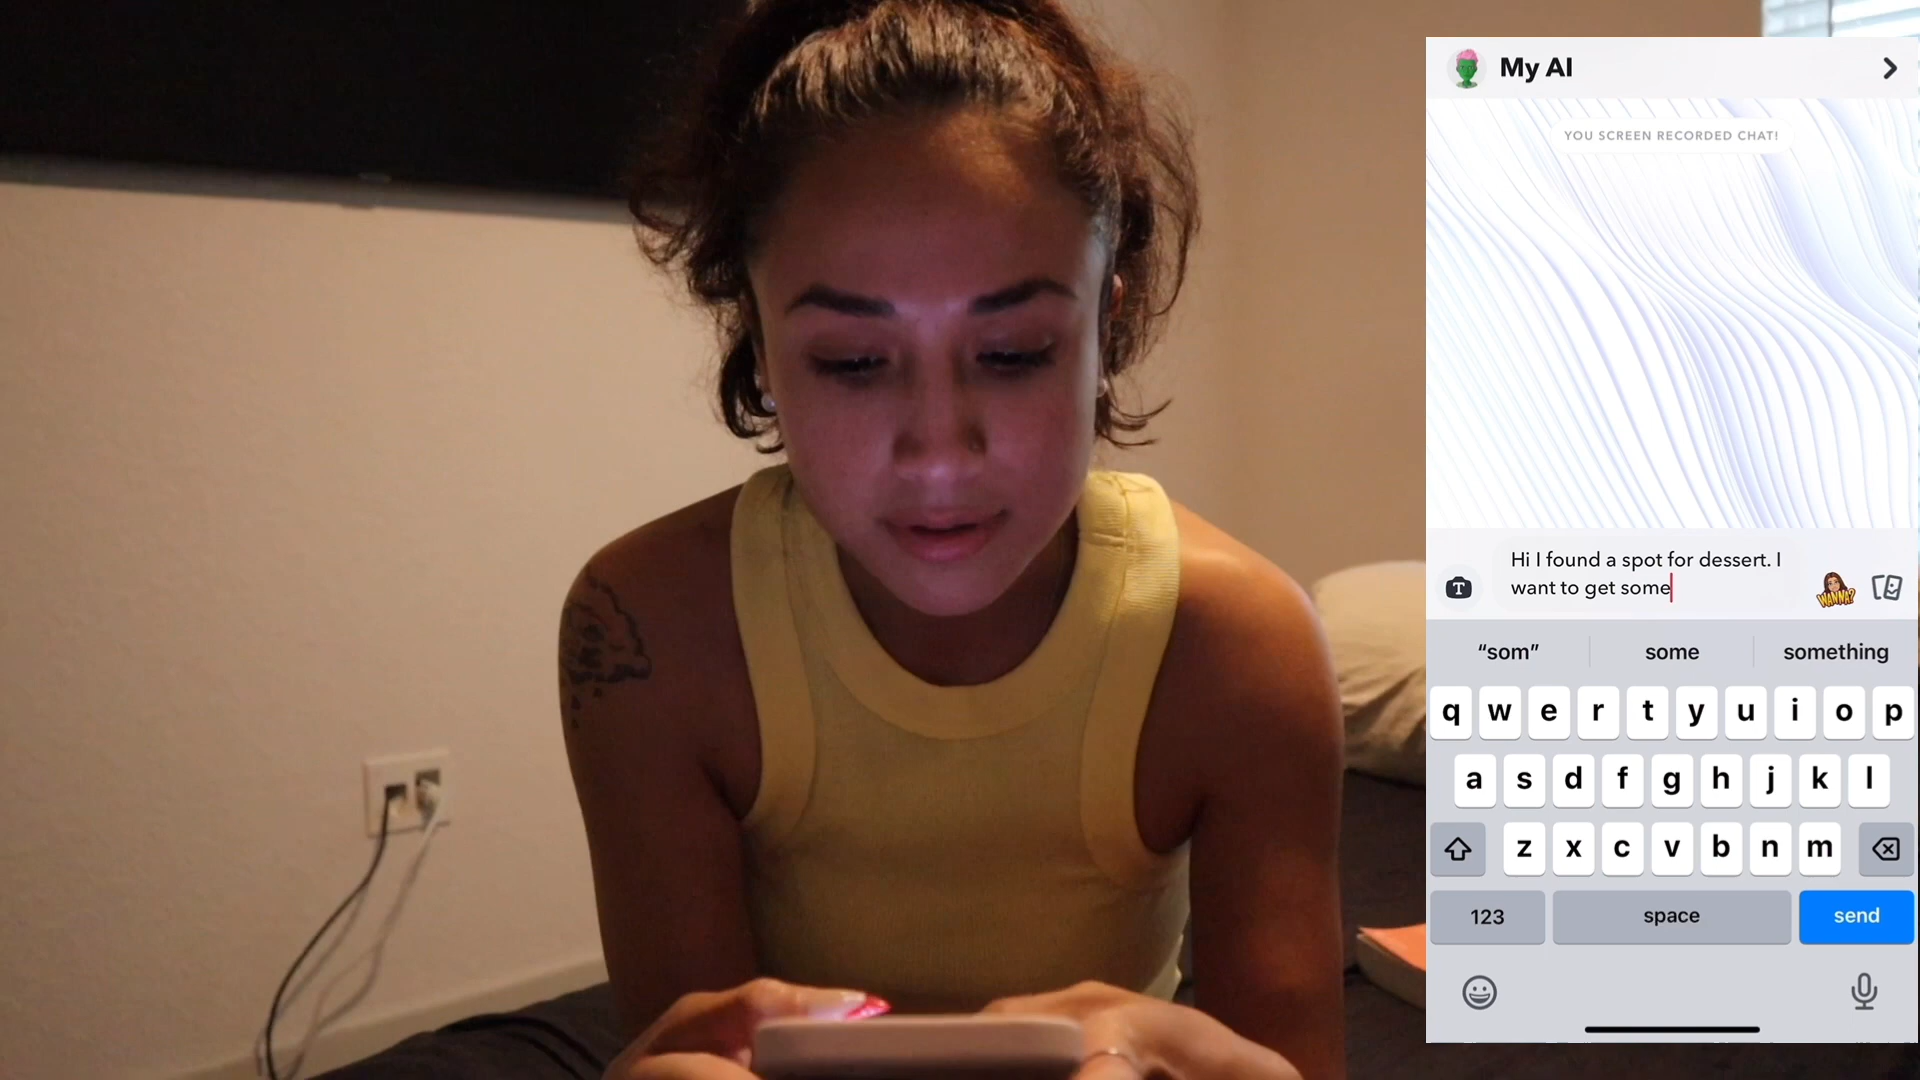 My AI
YOU SCREEN RECORDED CHAT!
Hi I found a spot for dessert. I
want to get some
WANNA?
T
“som” some something
q w e r t y u i o p
a s d f g h j k l
z x c v b n m
123 space send